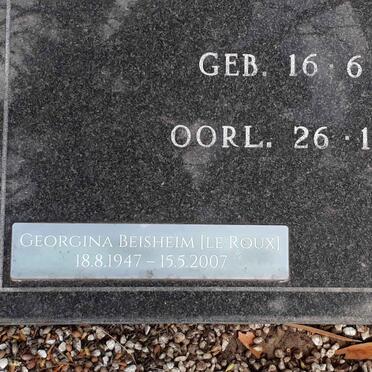 GEB. 16·6
OORL. 26·1
GEORGINA BEISHEIM [LE ROUX]
18.8.1947 – 15.5.2007